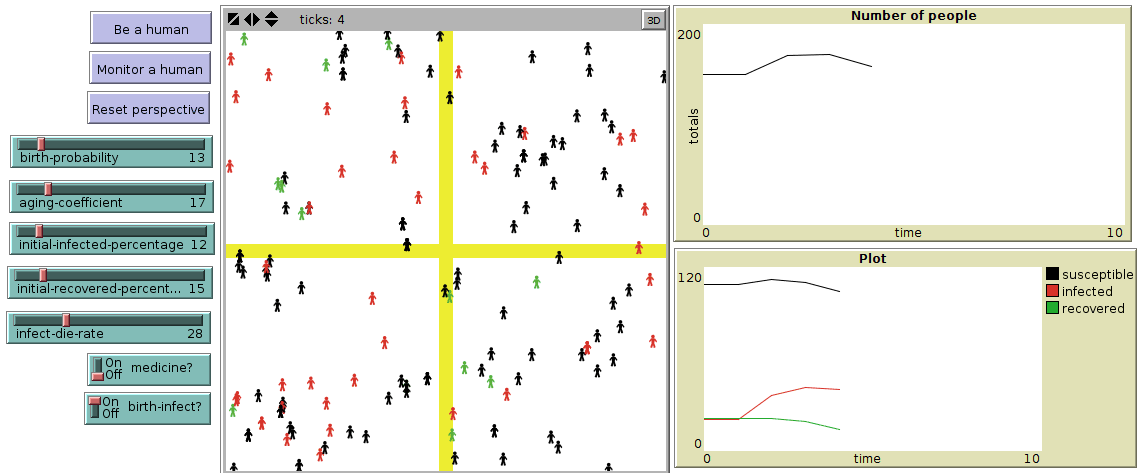 Be a human
Monitor a human
Reset perspective
birth-probability 13
aging-coefficient 17
initial-infected-percentage 12
initial-recovered-percent... 15
infect-die-rate 28
On
Off
medicine?
On
Off
birth-infect?
ticks: 4
3D
Number of people
200
totals
0
0
time
10
Plot
120
0
0
time
10
susceptible
infected
recovered